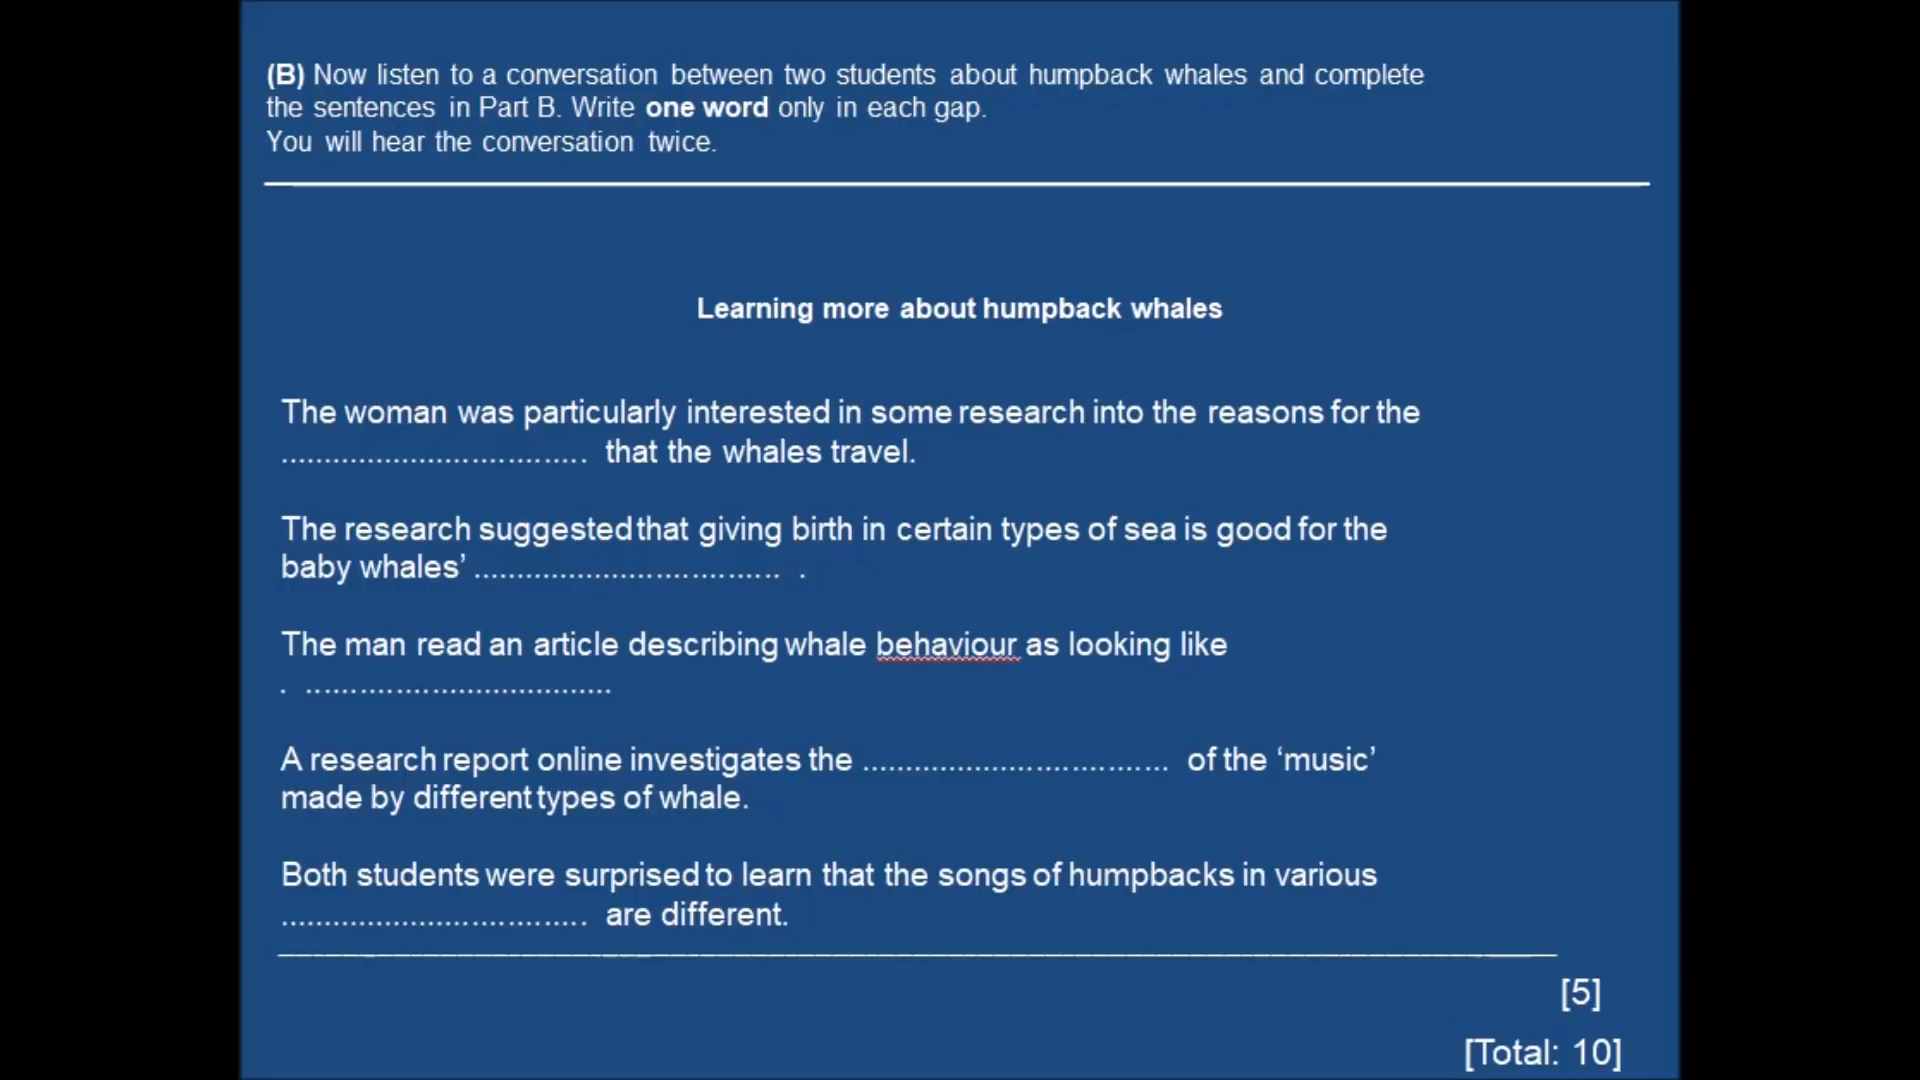 (B) Now listen to a conversation between two students about humpback whales and complete
the sentences in Part B. Write one word only in each gap.
You will hear the conversation twice.
Learning more about humpback whales
The woman was particularly interested in some research into the reasons for the
.................................. that the whales travel.
The research suggested that giving birth in certain types of sea is good for the
baby whales’ .................................. .
The man read an article describing whale behaviour as looking like
. ..................................
A research report online investigates the .................................. of the ‘music’
made by different types of whale.
Both students were surprised to learn that the songs of humpbacks in various
.................................. are different.
[5]
[Total: 10]